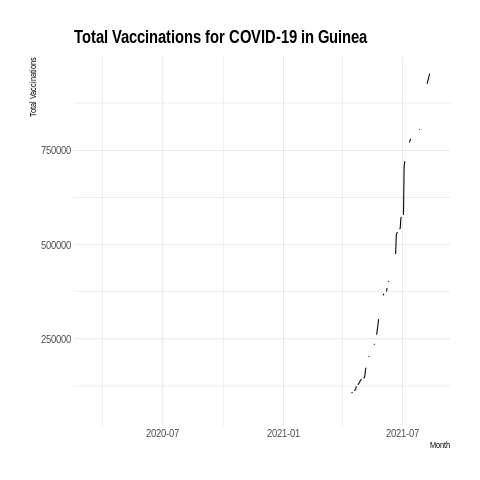 Total Vaccinations for COVID-19 in Guinea
Total Vaccinations
750000
500000
250000
2020-07 2021-01 2021-07
Month